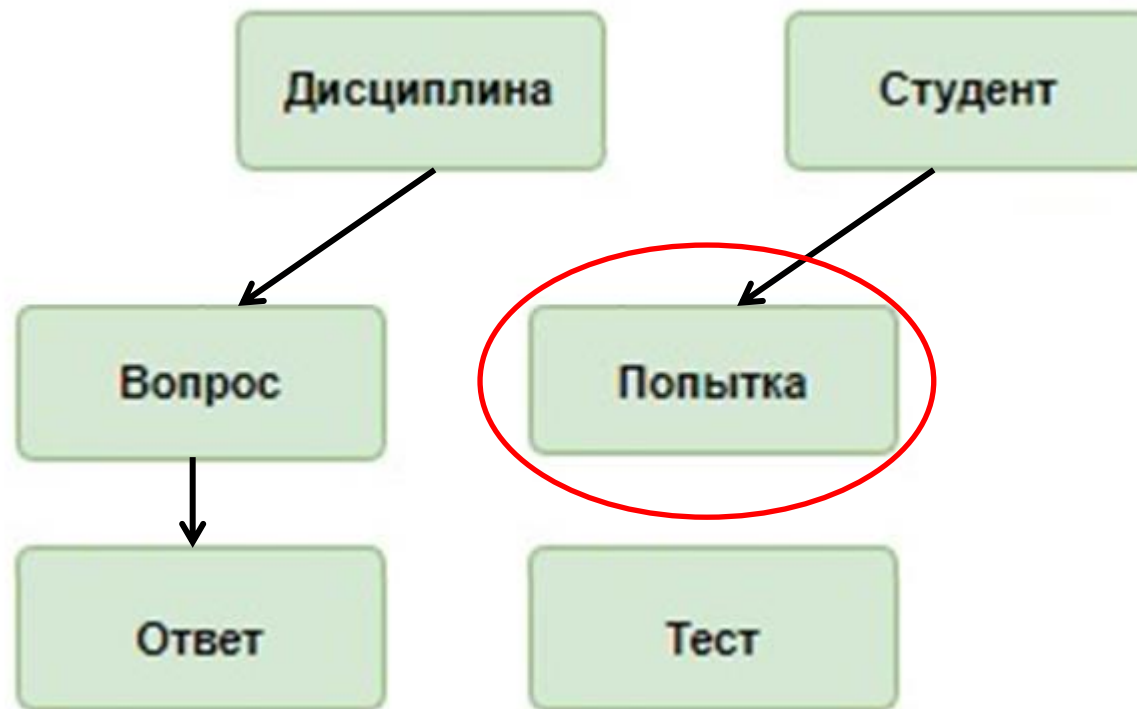 Дисциплина
Студент
Вопрос
Попытка
Ответ
Тест